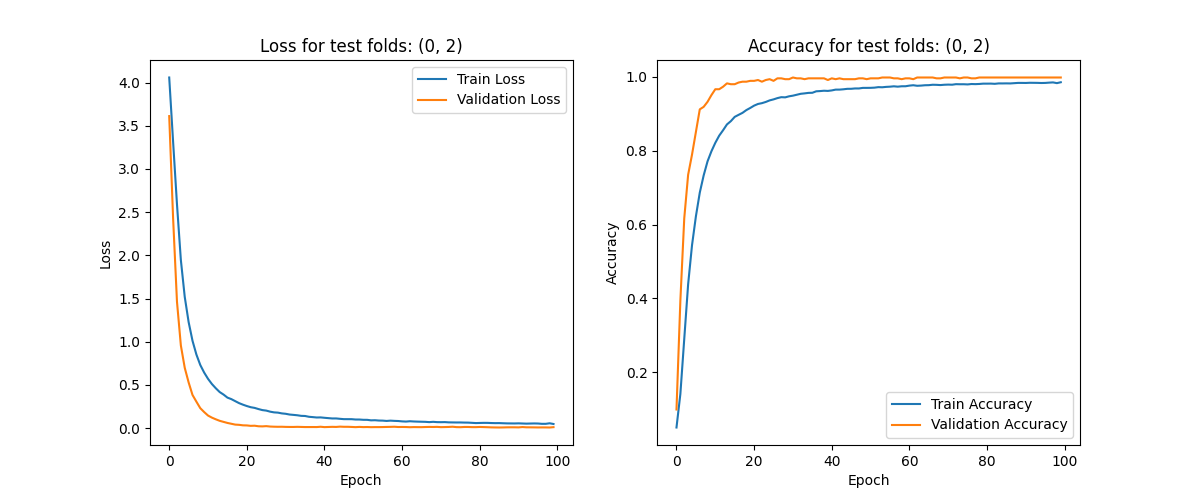 Loss for test folds: (0, 2)
4.0
3.5
3.0
2.5
2.0
1.5
1.0
0.5
0.0
Loss
0 20 40 60 80 100
Epoch
Train Loss
Validation Loss
Accuracy for test folds: (0, 2)
1.0
0.8
0.6
0.4
0.2
Accuracy
0 20 40 60 80 100
Epoch
Train Accuracy
Validation Accuracy